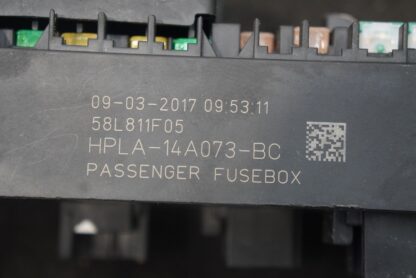 09-03-2017 09:53:11
58L811F05
HPLA-14A073-BC
PASSENGER FUSEBOX